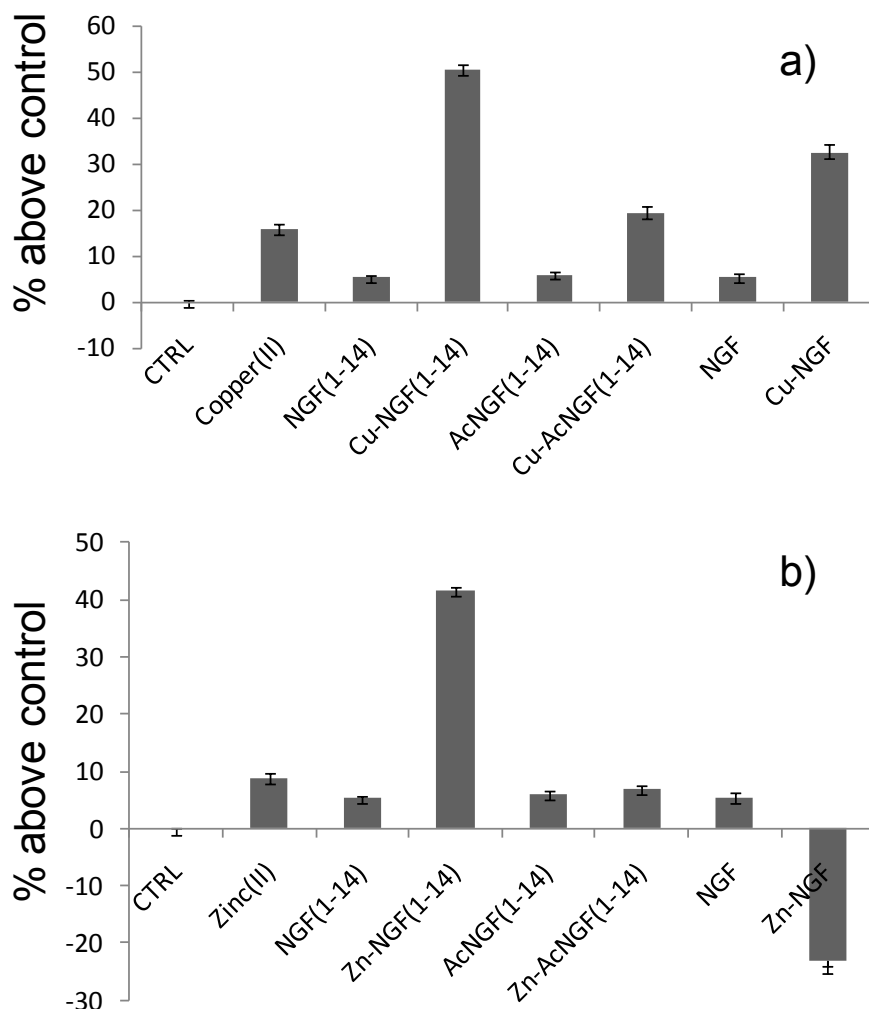 a)
% above control
60
50
40
30
20
10
0
-10
CTRL
Copper(II)
NGF(1-14)
Cu-NGF(1-14)
AcNGF(1-14)
Cu-AcNGF(1-14)
NGF
Cu-NGF
b)
% above control
50
40
30
20
10
0
-10
-20
-30
CTRL
Zinc(II)
NGF(1-14)
Zn-NGF(1-14)
AcNGF(1-14)
Zn-AcNGF(1-14)
NGF
Zn-NGF